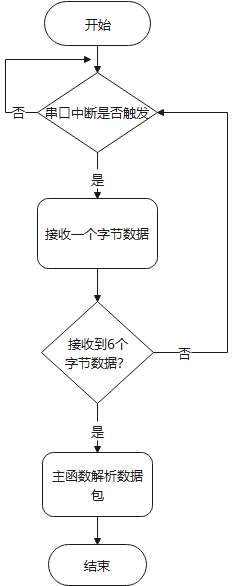 开始
串口中断是否触发
否
是
接收一个字节数据
接收到6个
字节数据?
否
是
主函数解析数据
包
结束